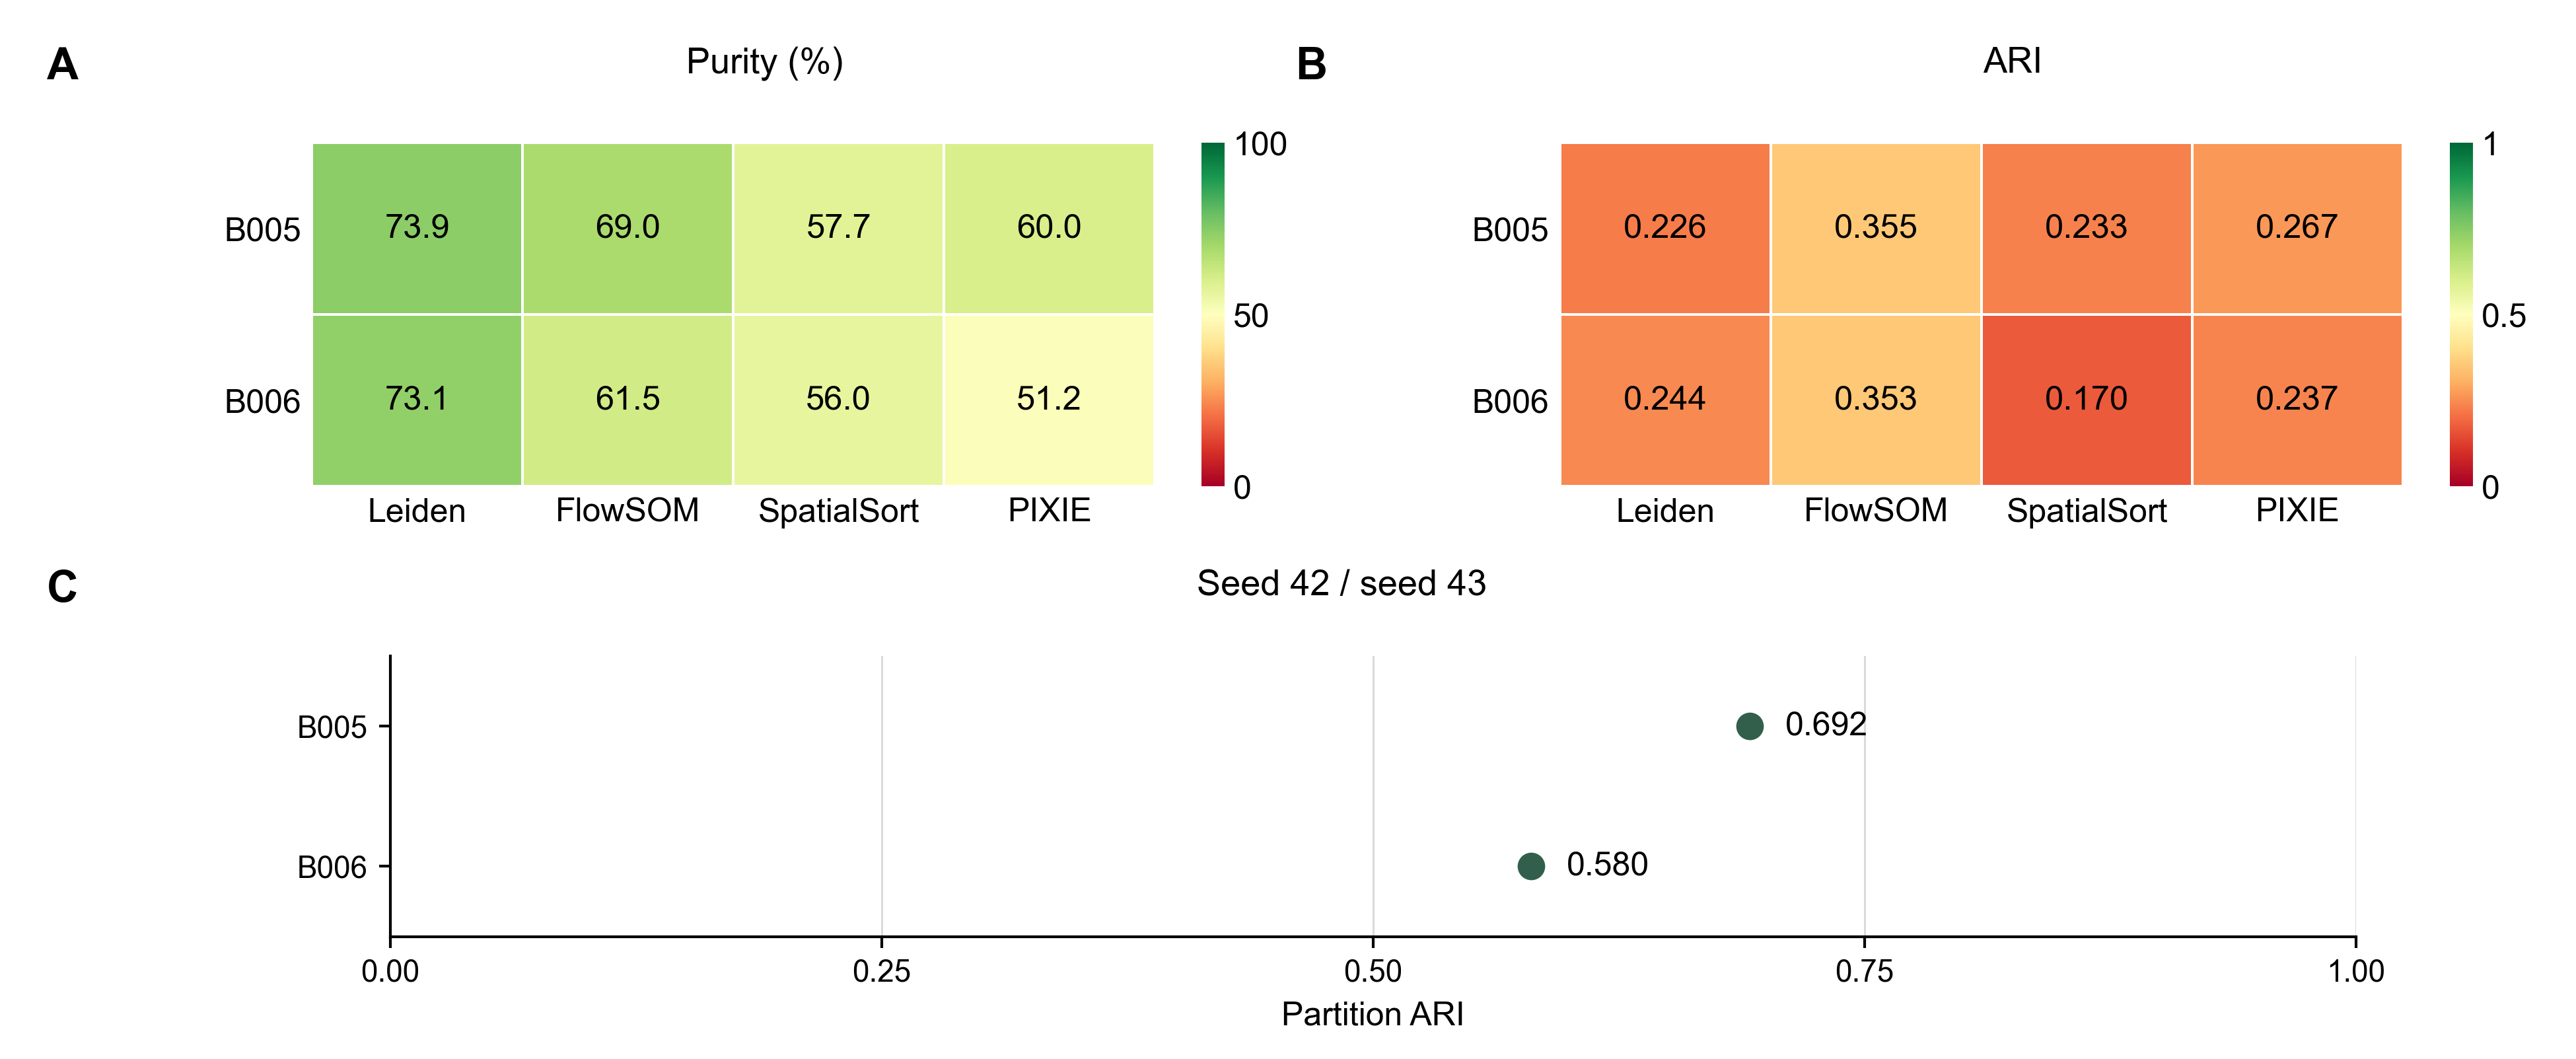 A
Purity (%)
B005
73.9 69.0 57.7 60.0
B006
73.1 61.5 56.0 51.2
Leiden FlowSOM SpatialSort PIXIE
100
50
0
B
ARI
B005
0.226 0.355 0.233 0.267
B006
0.244 0.353 0.170 0.237
Leiden FlowSOM SpatialSort PIXIE
1
0.5
0
C
Seed 42 / seed 43
B005
0.692
B006
0.580
0.00 0.25 0.50 0.75 1.00
Partition ARI